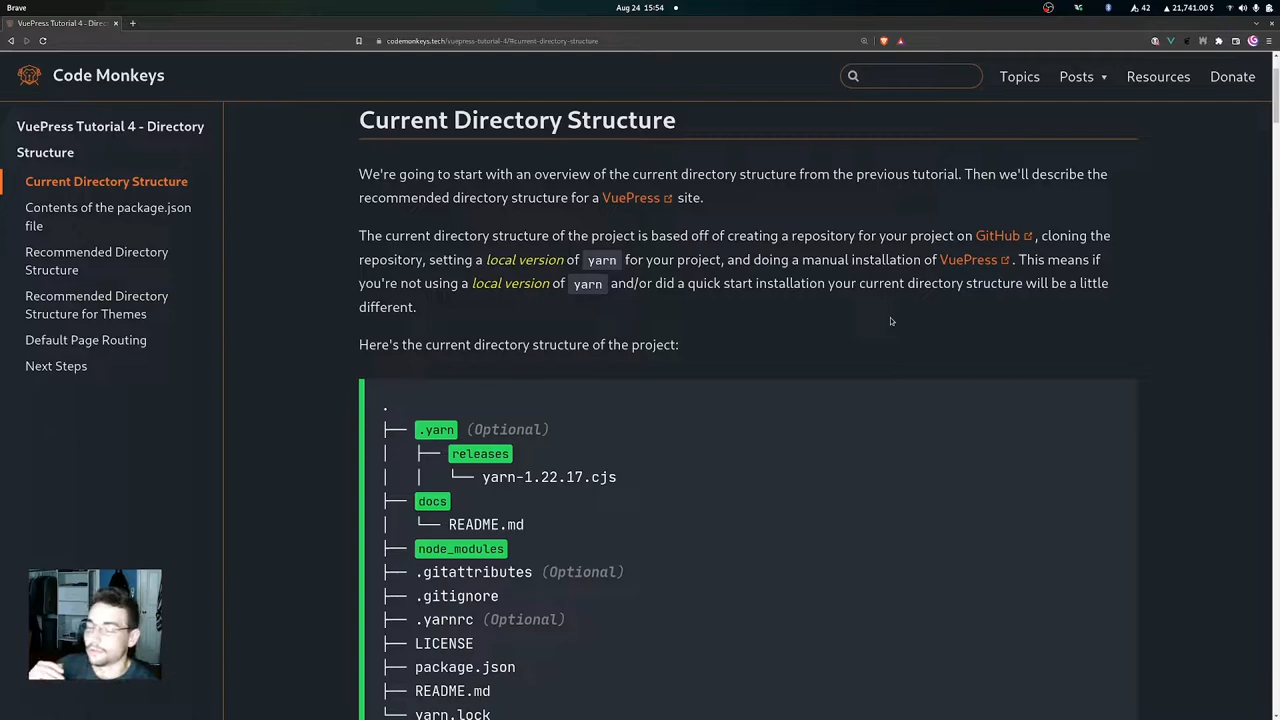 Brave
Aug 24 15:54
42
21,741.00 $
VuePress Tutorial 4 - Direc
codemonkeys.tech/vuepress-tutorial-4/#current-directory-structure
Code Monkeys
Topics
Posts
Resources
Donate
VuePress Tutorial 4 - Directory
Structure
Current Directory Structure
Contents of the package.json
file
Recommended Directory
Structure
Recommended Directory
Structure for Themes
Default Page Routing
Next Steps
Current Directory Structure
We're going to start with an overview of the current directory structure from the previous tutorial. Then we'll describe the
recommended directory structure for a VuePress site.
The current directory structure of the project is based off of creating a repository for your project on GitHub , cloning the
repository, setting a local version of yarn for your project, and doing a manual installation of VuePress . This means if
you're not using a local version of yarn and/or did a quick start installation your current directory structure will be a little
different.
Here's the current directory structure of the project:
.
├── .yarn (Optional)
│ ├── releases
│ │ └── yarn-1.22.17.cjs
├── docs
│ └── README.md
├── node_modules
├── .gitattributes (Optional)
├── .gitignore
├── .yarnrc (Optional)
├── LICENSE
├── package.json
├── README.md
└── yarn.lock